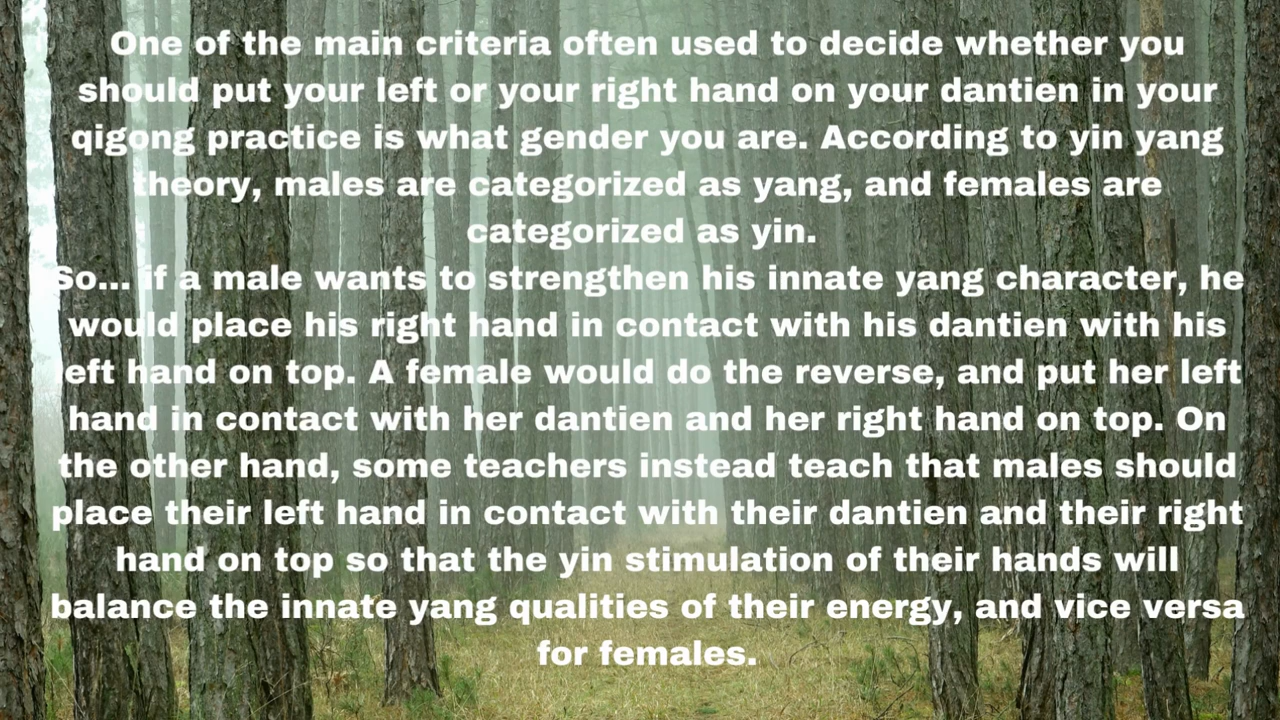 One of the main criteria often used to decide whether you
should put your left or your right hand on your dantien in your
qigong practice is what gender you are. According to yin yang
theory, males are categorized as yang, and females are
categorized as yin.
So... if a male wants to strengthen his innate yang character, he
would place his right hand in contact with his dantien with his
left hand on top. A female would do the reverse, and put her left
hand in contact with her dantien and her right hand on top. On
the other hand, some teachers instead teach that males should
place their left hand in contact with their dantien and their right
hand on top so that the yin stimulation of their hands will
balance the innate yang qualities of their energy, and vice versa
for females.